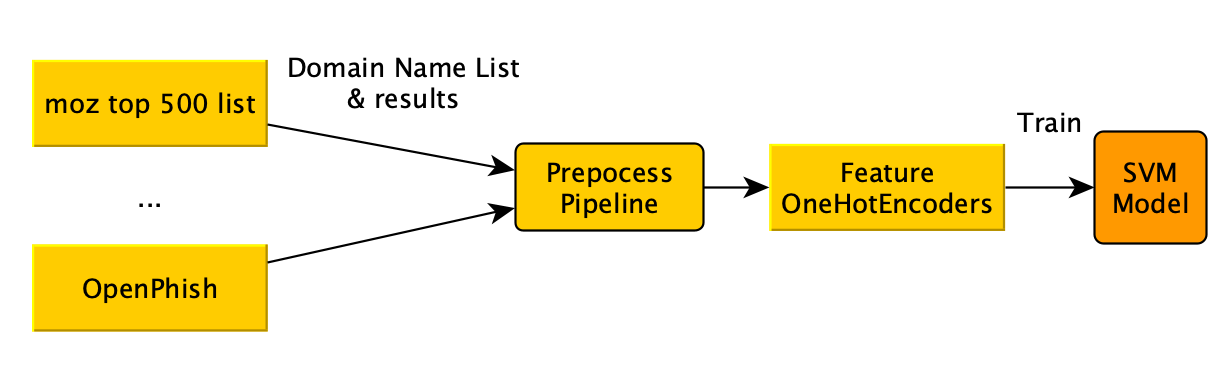 moz top 500 list
Domain Name List
& results
...
OpenPhish
Prepocess
Pipeline
Feature
OneHotEncoders
Train
SVM
Model